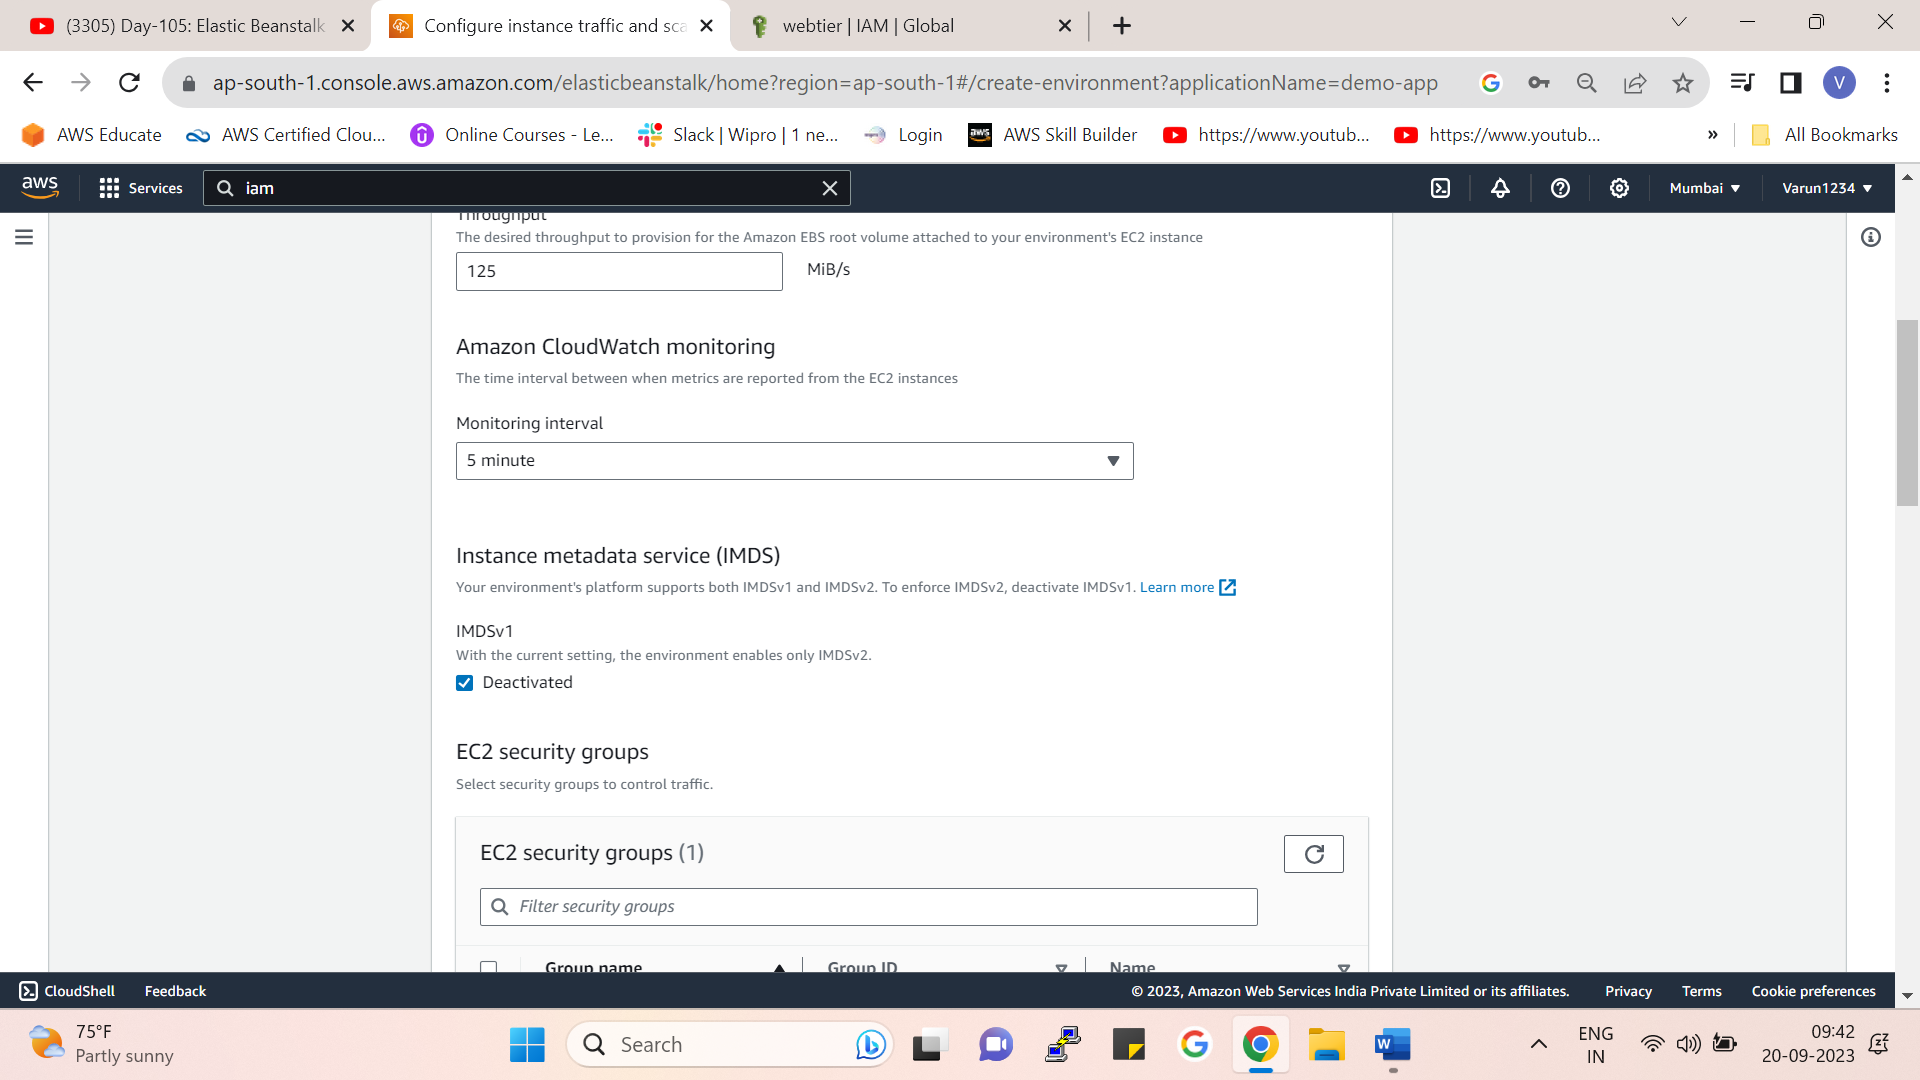 (3305) Day-105: Elastic Beanstalk
Configure instance traffic and sca
webtier | IAM | Global
ap-south-1.console.aws.amazon.com/elasticbeanstalk/home?region=ap-south-1#/create-environment?applicationName=demo-app
V
AWS Educate
AWS Certified Clou...
Online Courses - Le...
Slack | Wipro | 1 ne...
Login
AWS Skill Builder
https://www.youtub...
https://www.youtub...
»
All Bookmarks
aws
Services
iam
Mumbai
Varun1234
Throughput
The desired throughput to provision for the Amazon EBS root volume attached to your environment's EC2 instance
125
MiB/s
Amazon CloudWatch monitoring
The time interval between when metrics are reported from the EC2 instances
Monitoring interval
5 minute
Instance metadata service (IMDS)
Your environment's platform supports both IMDSv1 and IMDSv2. To enforce IMDSv2, deactivate IMDSv1. Learn more
IMDSv1
With the current setting, the environment enables only IMDSv2.
Deactivated
EC2 security groups
Select security groups to control traffic.
EC2 security groups (1)
Filter security groups
Group name
Group ID
Name
CloudShell
Feedback
© 2023, Amazon Web Services India Private Limited or its affiliates.
Privacy
Terms
Cookie preferences
75°F
Partly sunny
Search
ENG
IN
09:42
20-09-2023